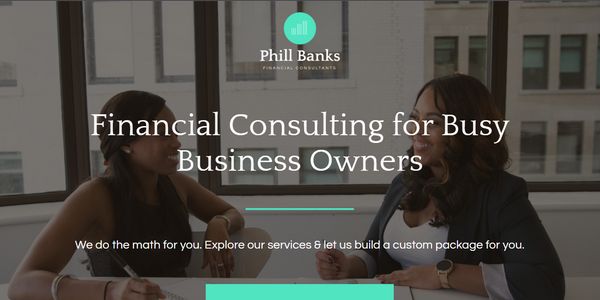 Phill Banks
FINANCIAL CONSULTANTS
Financial Consulting for Busy
Business Owners
We do the math for you. Explore our services & let us build a custom package for you.